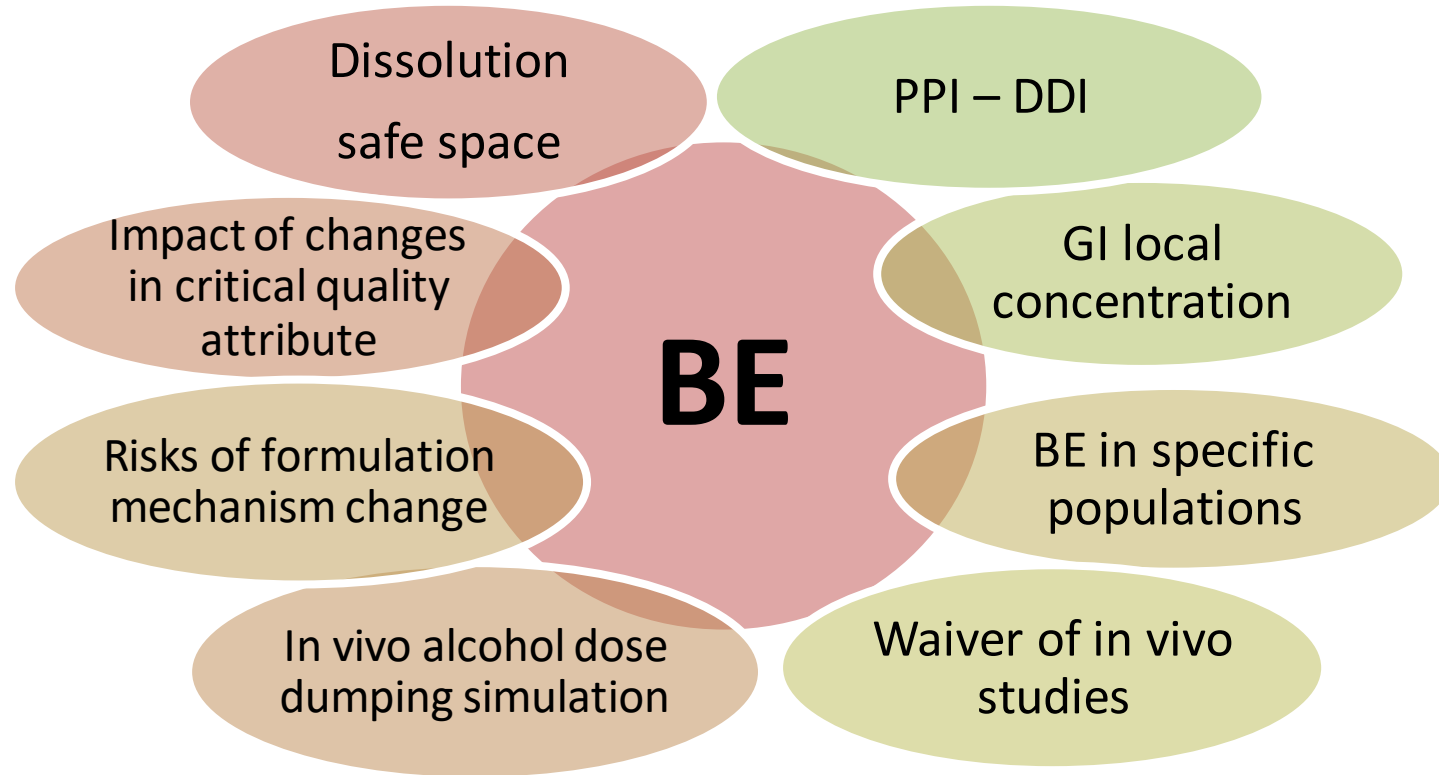 Dissolution
safe space
PPI – DDI
Impact of changes
in critical quality
attribute
GI local
concentration
BE
Risks of formulation
mechanism change
BE in specific
populations
In vivo alcohol dose
dumping simulation
Waiver of in vivo
studies